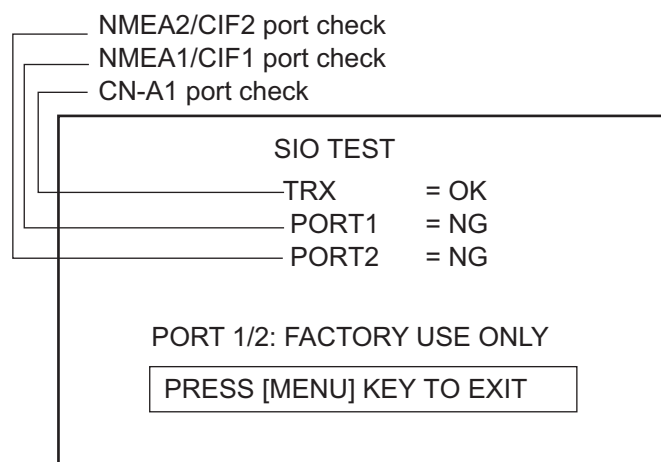 NMEA2/CIF2 port check
NMEA1/CIF1 port check
CN-A1 port check
SIO TEST
TRX = OK
PORT1 = NG
PORT2 = NG
PORT 1/2: FACTORY USE ONLY
PRESS [MENU] KEY TO EXIT